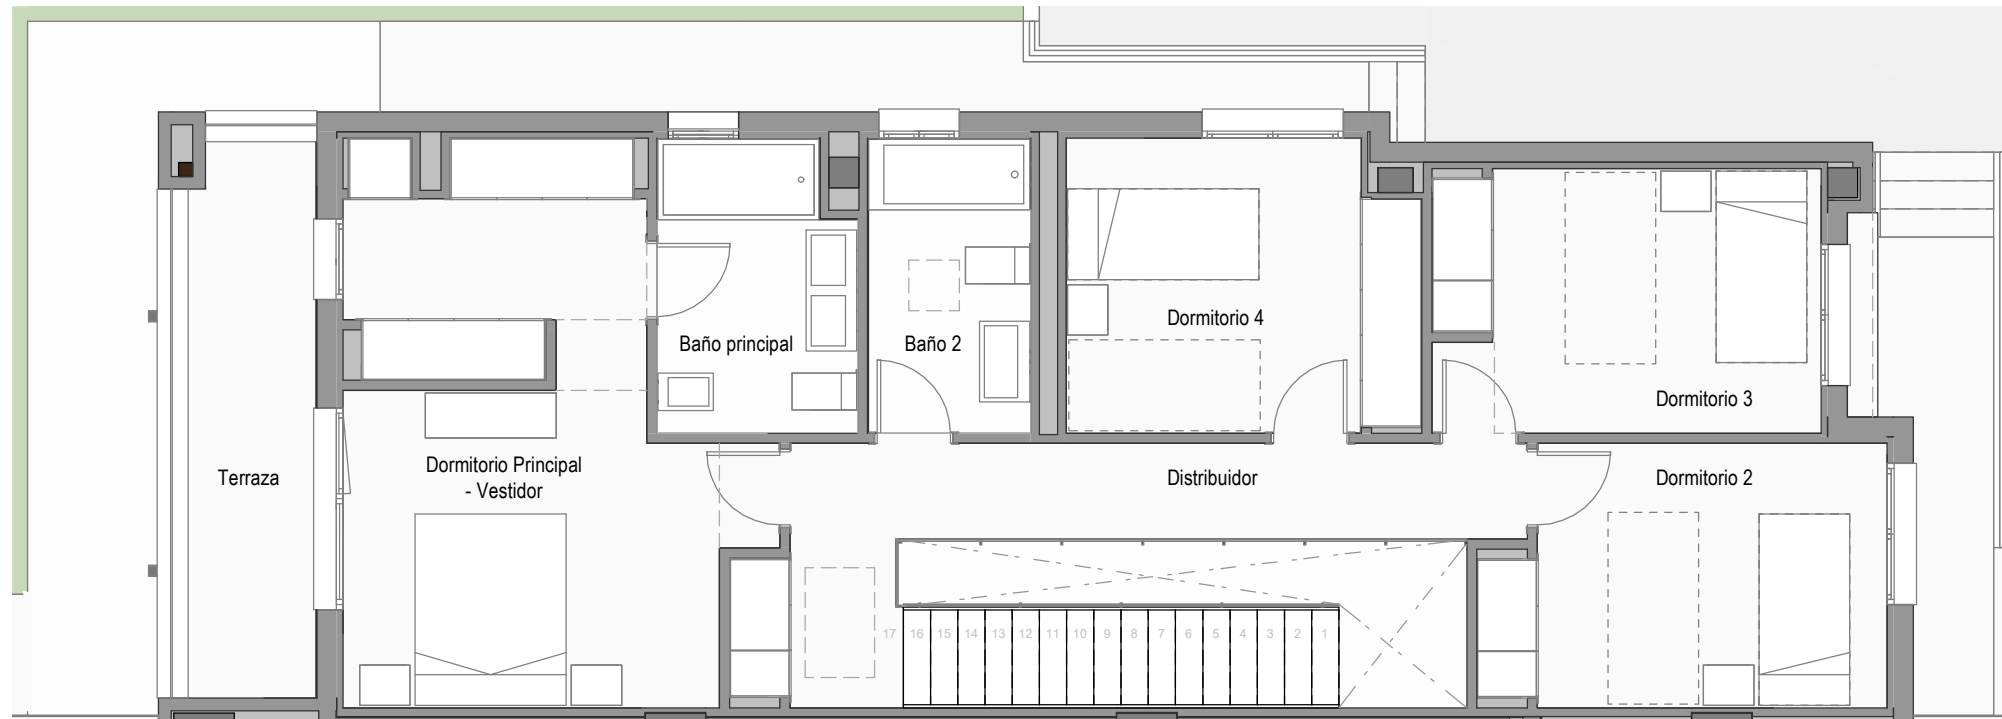 Dormitorio 4
Baño principal
Baño 2
Dormitorio 3
Dormitorio Principal
- Vestidor
Terraza
Distribuidor
Dormitorio 2
17 16 15 14 13 12 11 10 9 8 7 6 5 4 3 2 1